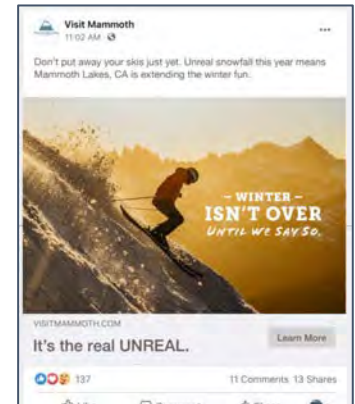 Visit Mammoth
11:02 AM
Don't put away your skis just yet. Unreal snowfall this year means
Mammoth Lakes, CA is extending the winter fun.
– WINTER –
ISN'T OVER
UNTIL WE SAY SO.
VISITMAMMOTH.COM
It's the real UNREAL.
Learn More
137
11 Comments 13 Shares